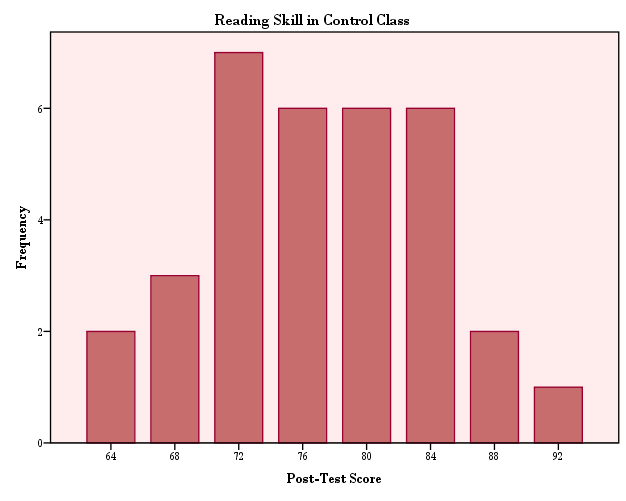 Reading Skill in Control Class
Frequency
6
4
2
0
64 68 72 76 80 84 88 92
Post-Test Score